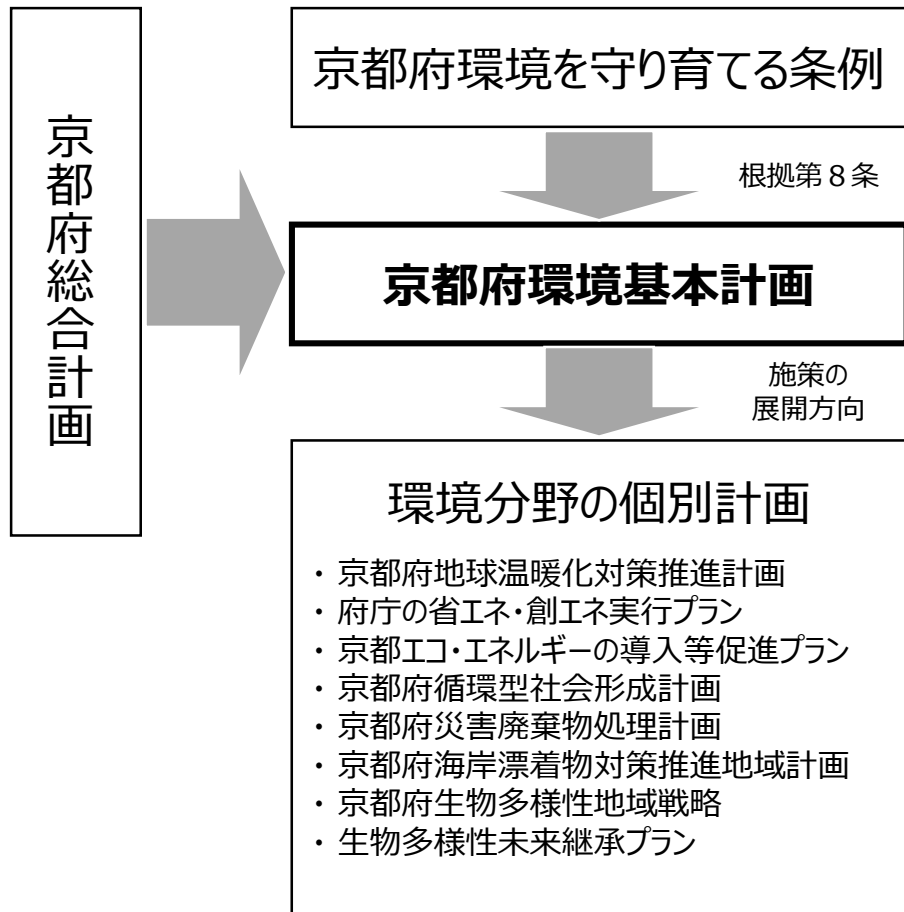 京都府総合計画
京都府環境を守り育てる条例
根拠第８条
京都府環境基本計画
施策の
展開方向
環境分野の個別計画
・ 京都府地球温暖化対策推進計画
・ 府庁の省エネ・創エネ実行プラン
・ 京都エコ・エネルギーの導入等促進プラン
・ 京都府循環型社会形成計画
・ 京都府災害廃棄物処理計画
・ 京都府海岸漂着物対策推進地域計画
・ 京都府生物多様性地域戦略
・ 生物多様性未来継承プラン